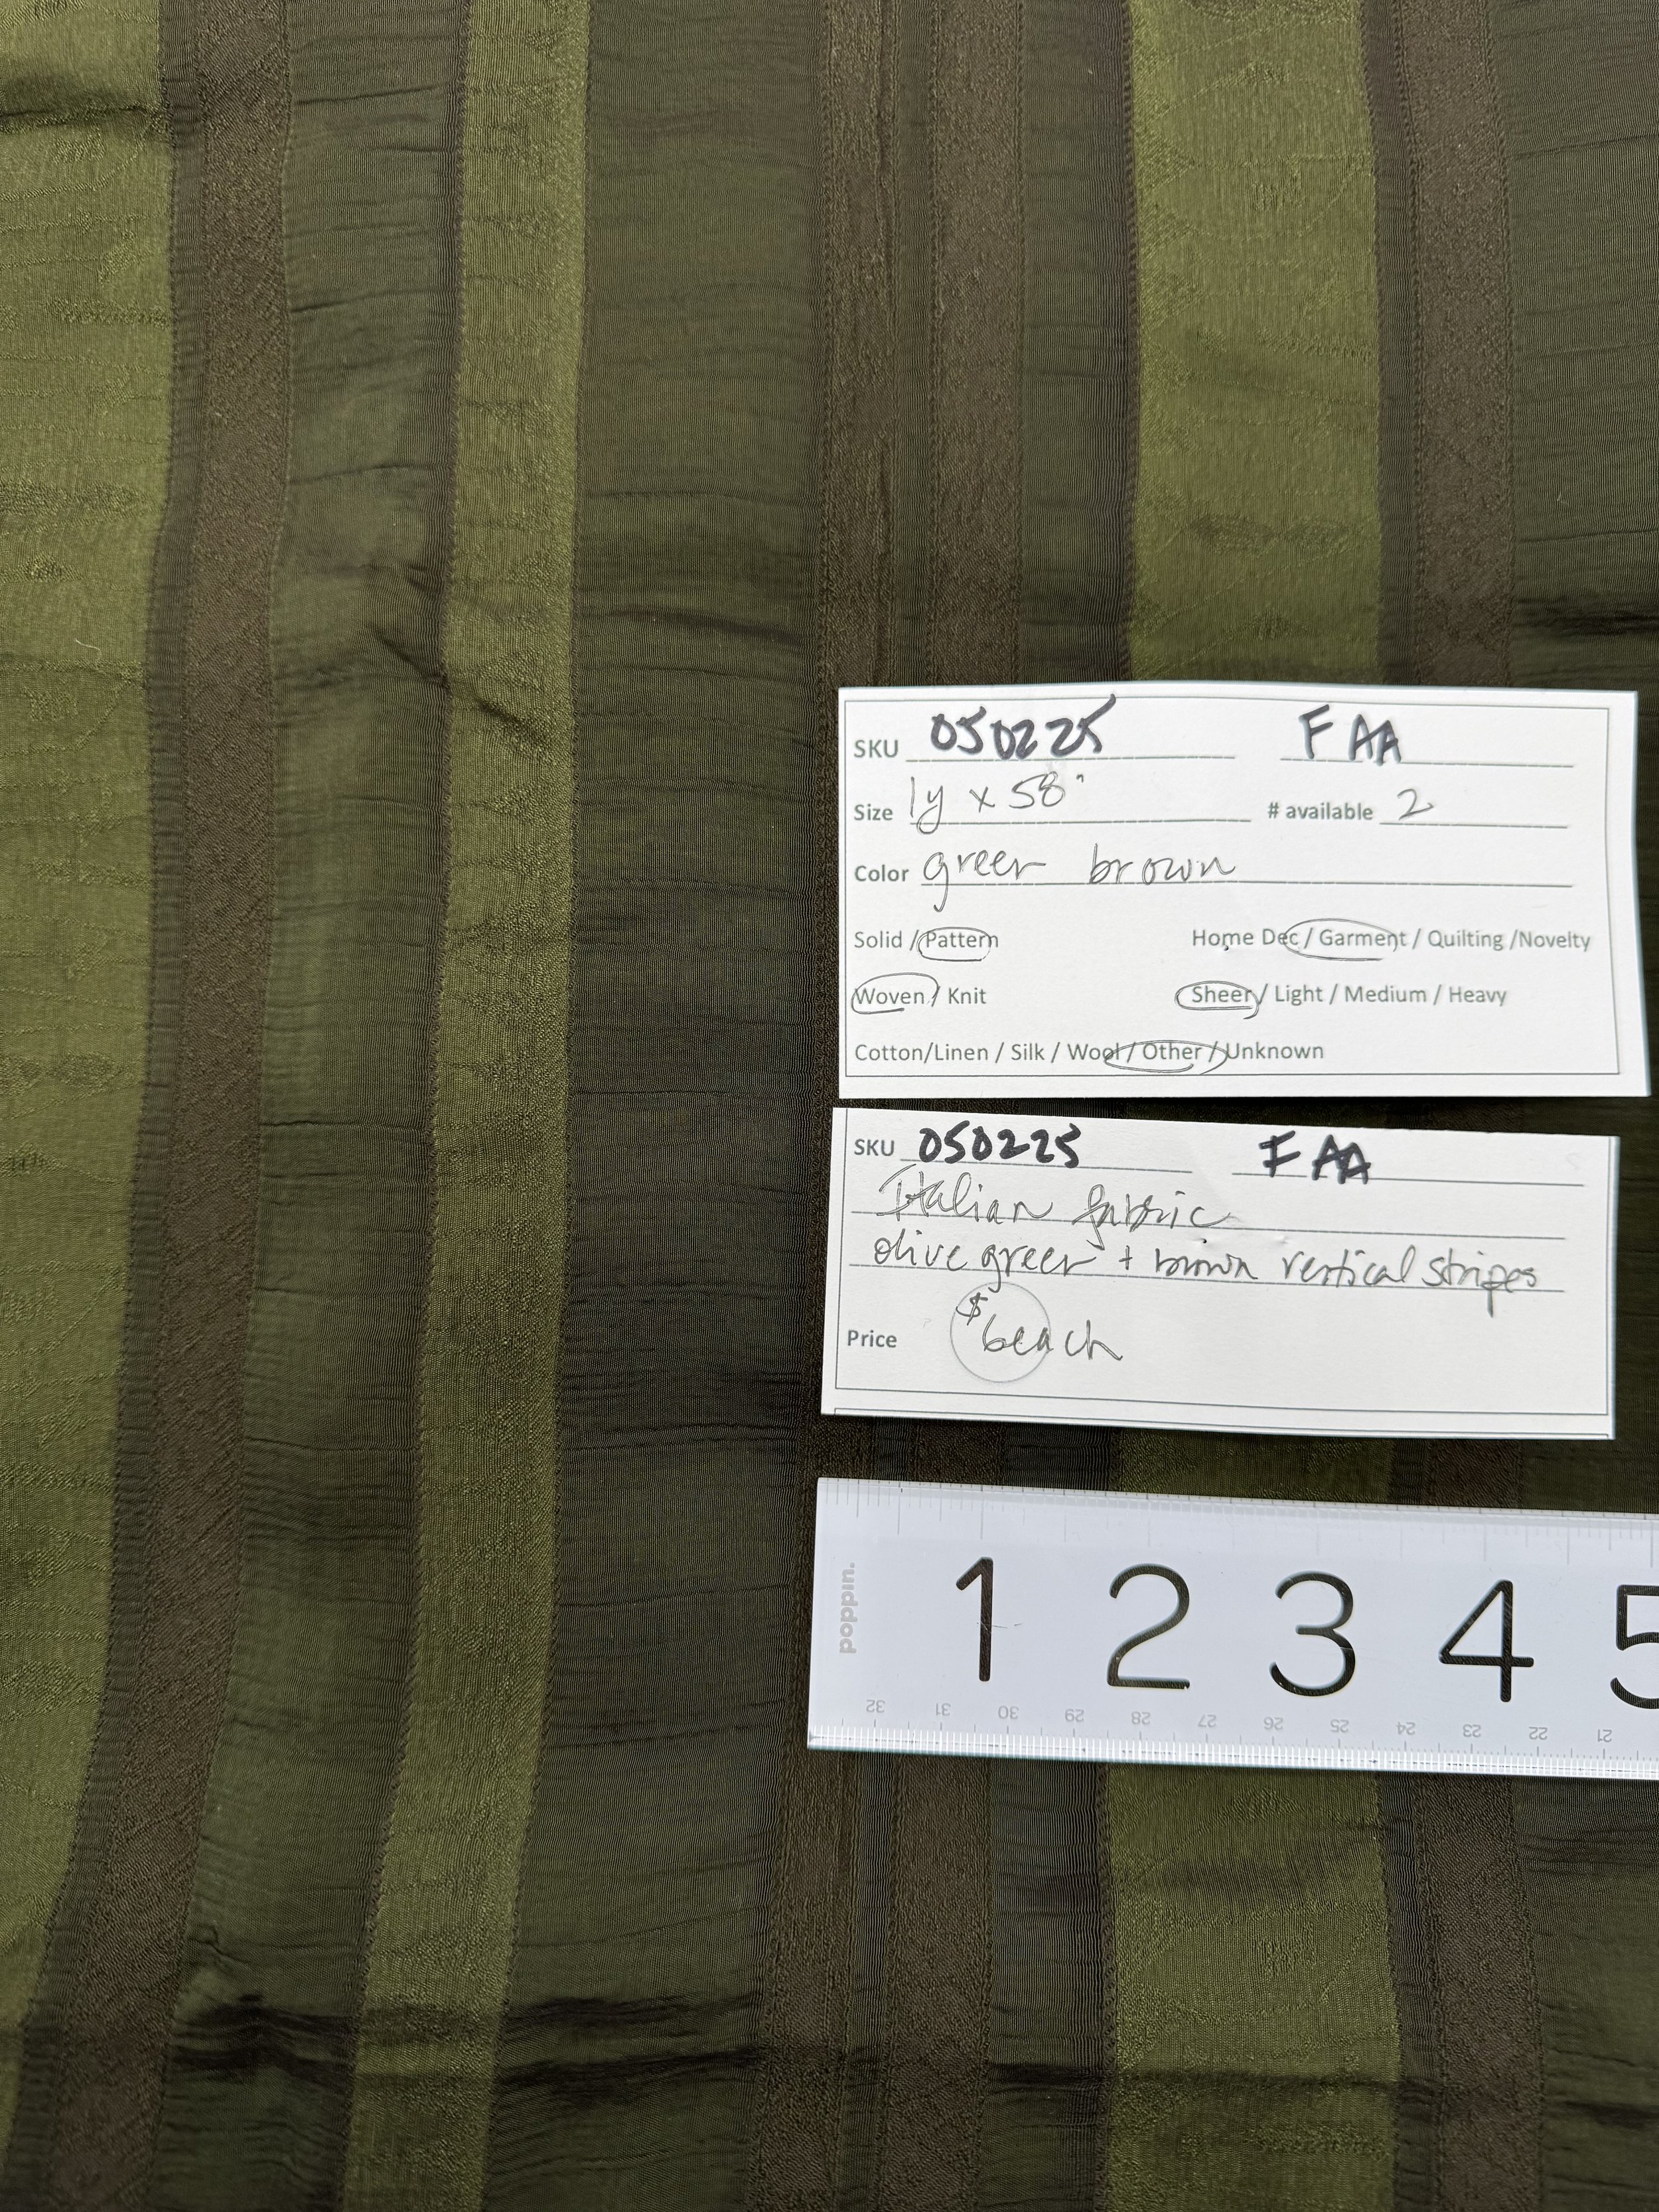 SKU 050225 FAA
Size 1y x 58" # available 2
Color green brown
Solid / Pattern Home Dec / Garment / Quilting /Novelty
Woven / Knit Sheer / Light / Medium / Heavy
Cotton/Linen / Silk / Wool / Other / Unknown
SKU 050225 FAA
Italian fabric
olive green + brown vertical stripes
Price $6 each
poppin.
1 2 3 4 5
32 31 30 29 28 27 26 25 24 23 22 21